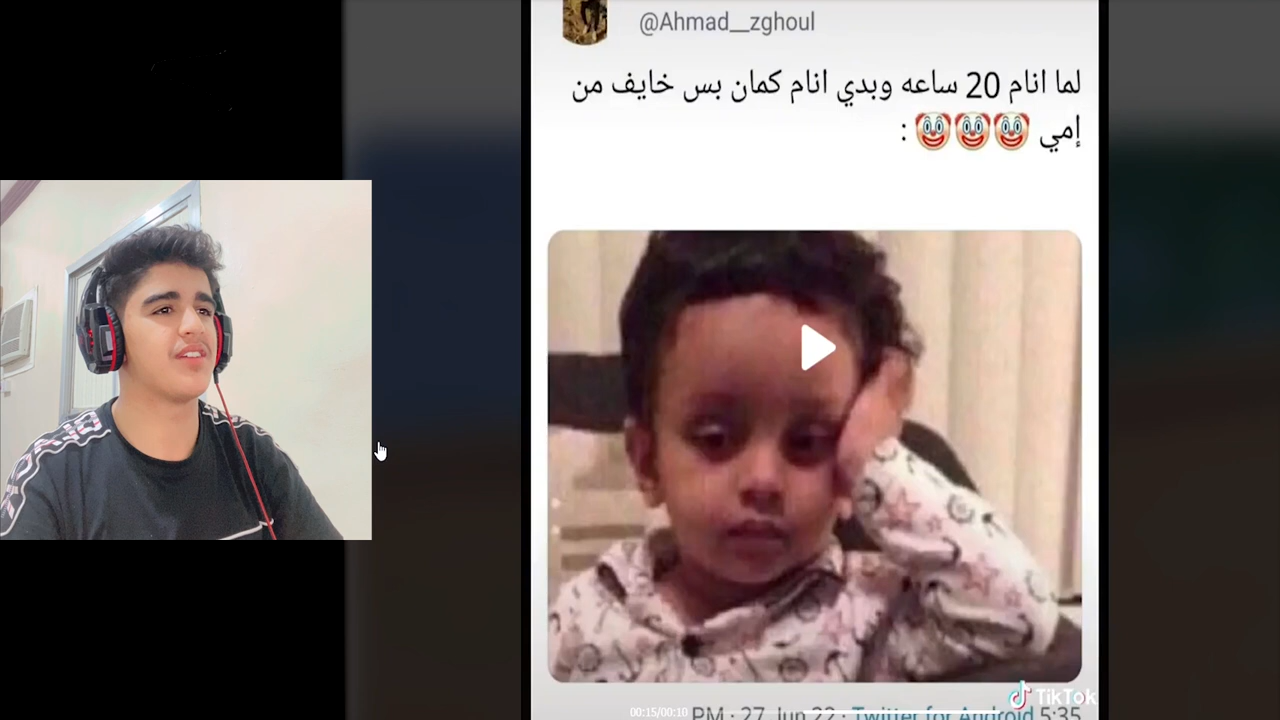 @Ahmad__zghoul
لما انام 20 ساعه وبدي انام كمان بس خايف من
إمي 🤡🤡🤡 :
TikTok
00:15/00:10
5:35 PM · 27 Jun 22 · Twitter for Android